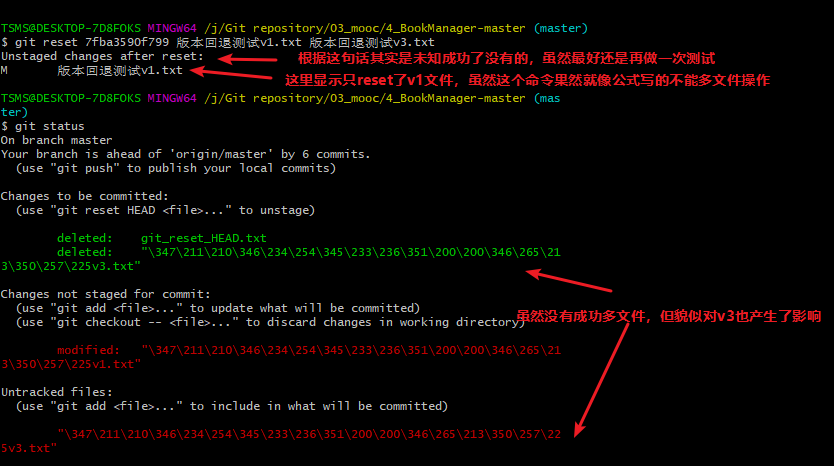 TSMS@DESKTOP-7D8FOKS MINGW64 /j/Git repository/03_mooc/4_BookManager-master (master)
$ git reset 7fba3590f799 版本回退测试v1.txt 版本回退测试v3.txt
Unstaged changes after reset:
根据这句话其实是未知成功了没有的，虽然最好还是再做一次测试
M 版本回退测试v1.txt
这里显示只reset了v1文件，虽然这个命令果然就像公式写的不能多文件操作
TSMS@DESKTOP-7D8FOKS MINGW64 /j/Git repository/03_mooc/4_BookManager-master (mas
ter)
$ git status
On branch master
Your branch is ahead of 'origin/master' by 6 commits.
(use "git push" to publish your local commits)
Changes to be committed:
(use "git reset HEAD <file>..." to unstage)
deleted: git_reset_HEAD.txt
deleted: "\347\211\210\346\234\254\345\233\236\351\200\200\346\265\21
3\350\257\225v3.txt"
Changes not staged for commit:
(use "git add <file>..." to update what will be committed)
(use "git checkout -- <file>..." to discard changes in working directory)
虽然没有成功多文件，但貌似对v3也产生了影响
modified: "\347\211\210\346\234\254\345\233\236\351\200\200\346\265\21
3\350\257\225v1.txt"
Untracked files:
(use "git add <file>..." to include in what will be committed)
"\347\211\210\346\234\254\345\233\236\351\200\200\346\265\213\350\257\22
5v3.txt"